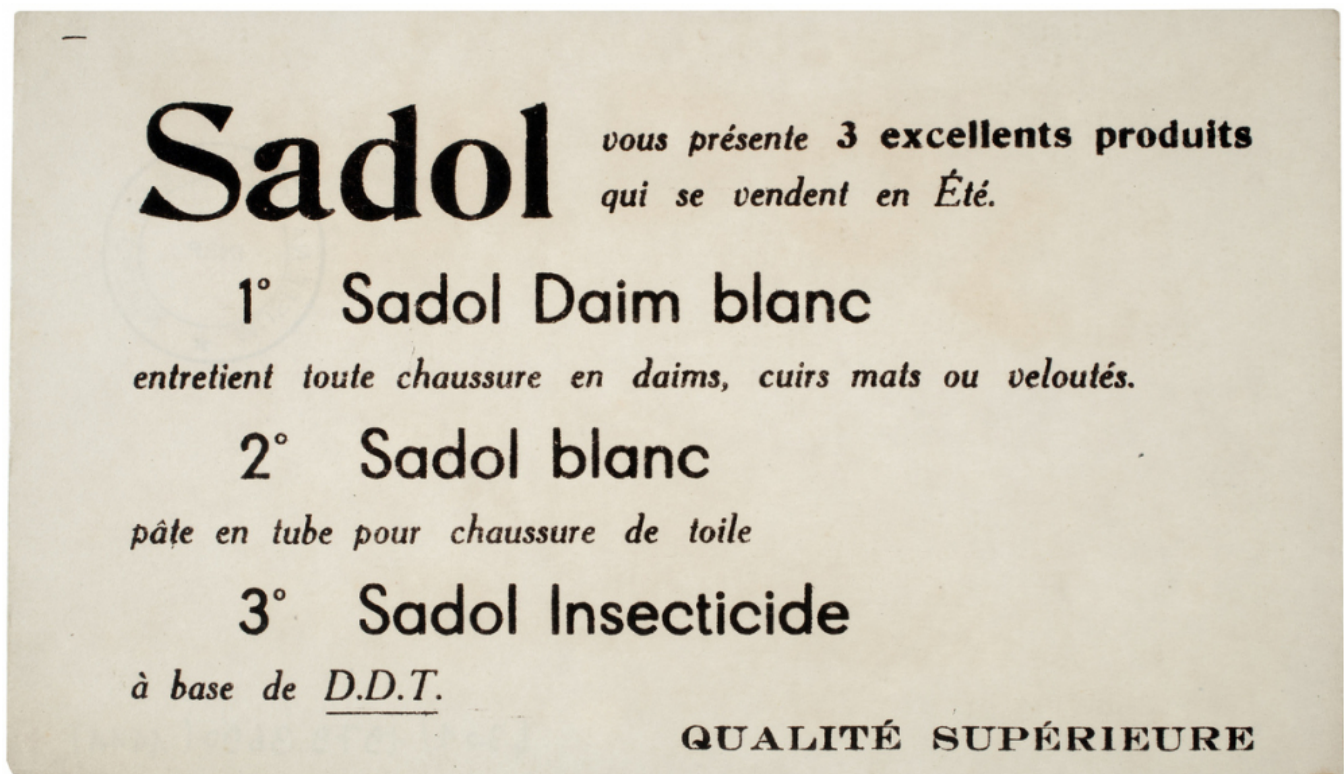 Sadol vous présente 3 excellents produits
qui se vendent en Été.
1° Sadol Daim blanc
entretient toute chaussure en daims, cuirs mats ou veloutés.
2° Sadol blanc
pâte en tube pour chaussure de toile
3° Sadol Insecticide
à base de D.D.T.
QUALITÉ SUPÉRIEURE